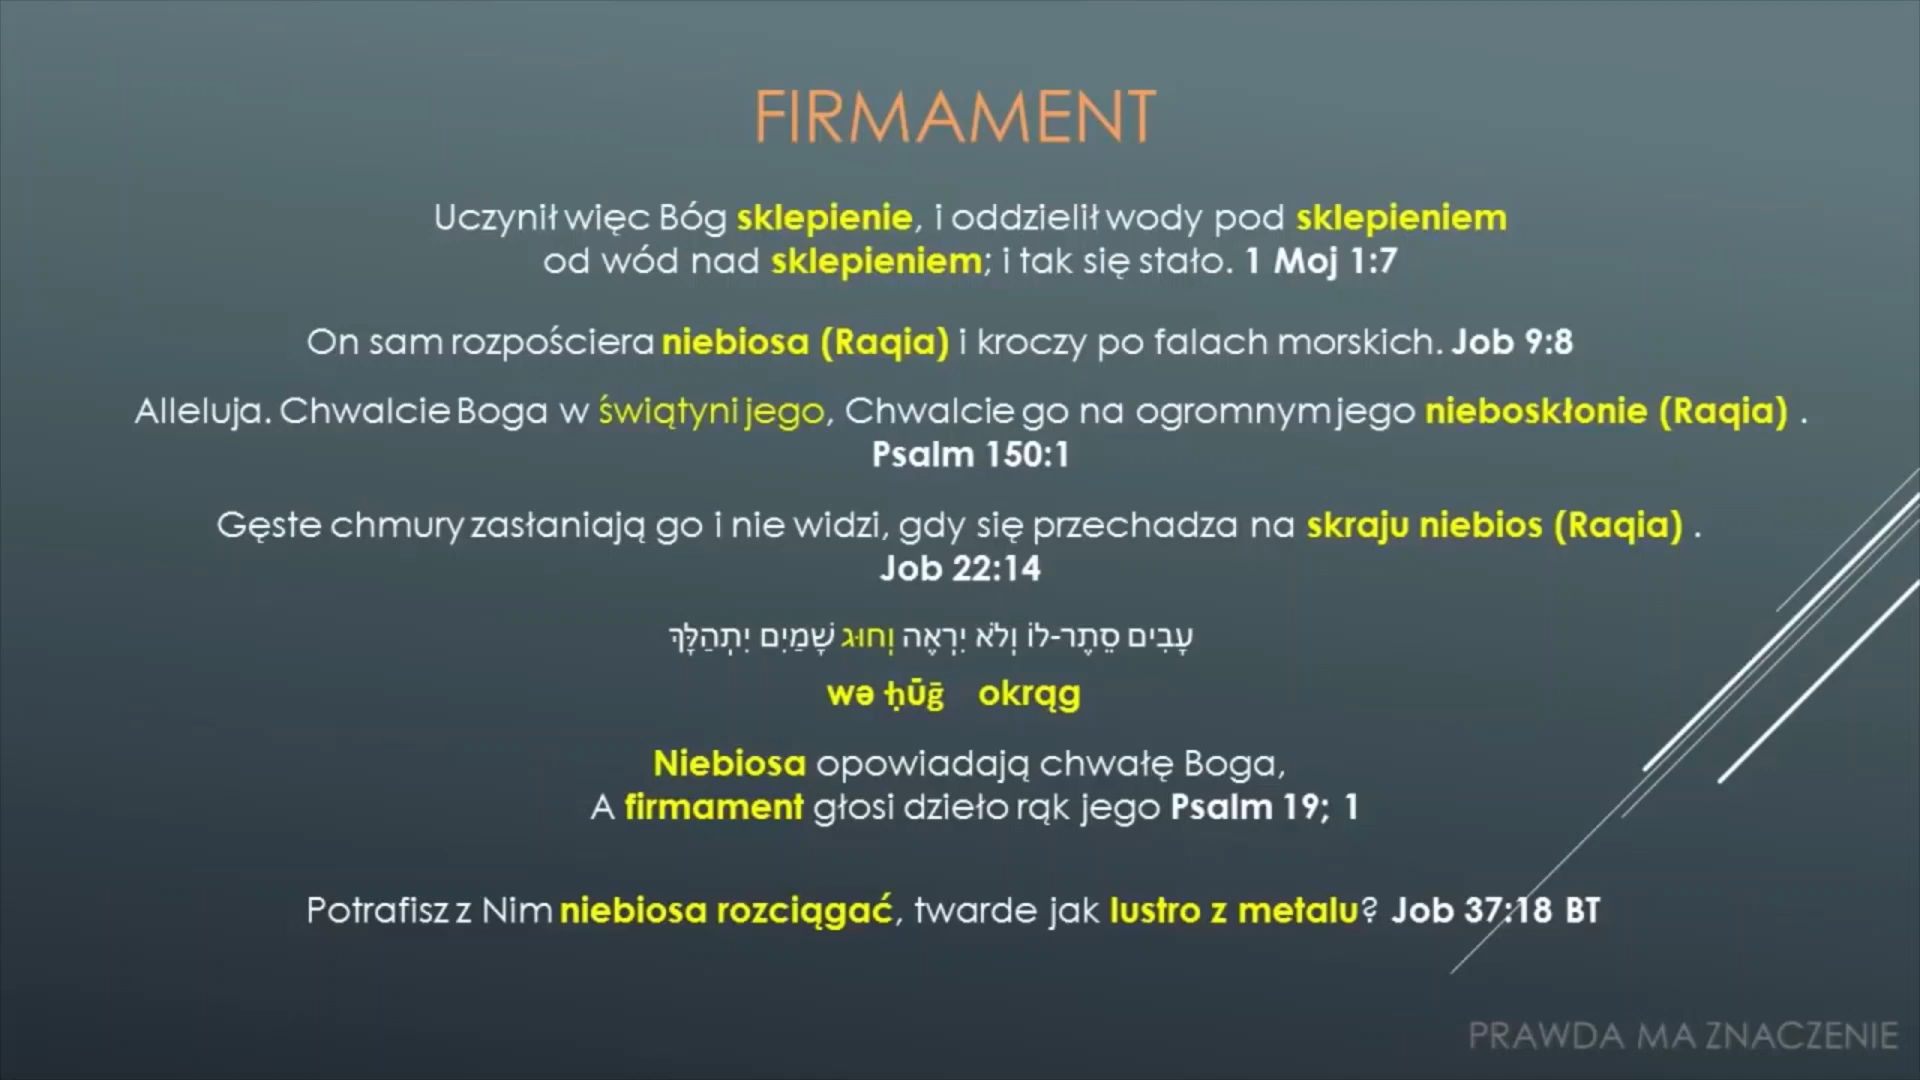 FIRMAMENT
Uczynił więc Bóg sklepienie, i oddzielił wody pod sklepieniem
od wód nad sklepieniem; i tak się stało. 1 Moj 1:7
On sam rozpościera niebiosa (Raqia) i kroczy po falach morskich. Job 9:8
Alleluja. Chwalcie Boga w świątyni jego, Chwalcie go na ogromnym jego nieboskłonie (Raqia) .
Psalm 150:1
Gęste chmury zasłaniają go i nie widzi, gdy się przechadza na skraju niebios (Raqia) .
Job 22:14
עָבִים סֵתֶר-לוֹ וְלֹא יִרְאֶה וְחוּג שָׁמַיִם יִתְהַלָּךְ
wə ḥūḡ okrąg
Niebiosa opowiadają chwałę Boga,
A firmament głosi dzieło rąk jego Psalm 19; 1
Potrafisz z Nim niebiosa rozciągać, twarde jak lustro z metalu? Job 37:18 BT
PRAWDA MA ZNACZENIE